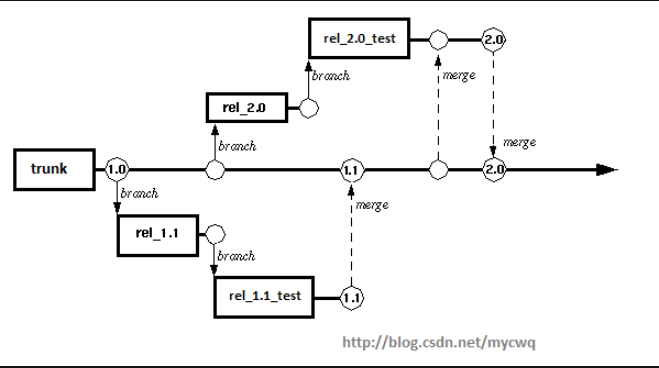 rel_2.0_test
2.0
branch
merge
rel_2.0
branch
merge
trunk
1.0
1.1
2.0
branch
merge
rel_1.1
branch
rel_1.1_test
1.1
http://blog.csdn.net/mycwq